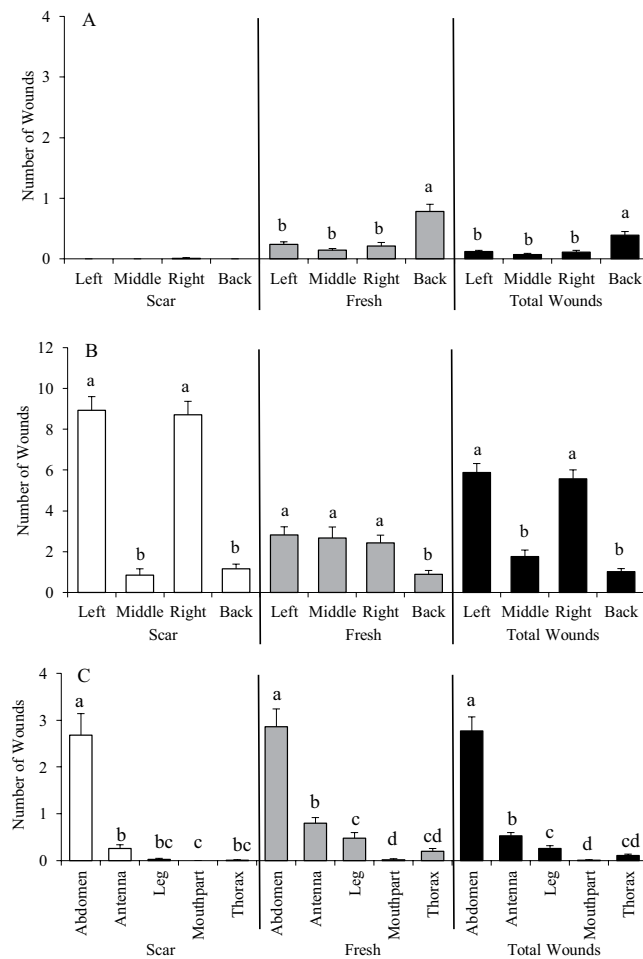 A
Number of Wounds
4
3
2
1
0
b b b a
b b b a
Left Middle Right Back Left Middle Right Back Left Middle Right Back
Scar Fresh Total Wounds
B
Number of Wounds
12
10
8
6
4
2
0
a b a b
a a a b
a b a b
Left Middle Right Back Left Middle Right Back Left Middle Right Back
Scar Fresh Total Wounds
C
Number of Wounds
4
3
2
1
0
a b bc c bc
a b c d cd
a b c d cd
Abdomen Antenna Leg Mouthpart Thorax Abdomen Antenna Leg Mouthpart Thorax Abdomen Antenna Leg Mouthpart Thorax
Scar Fresh Total Wounds